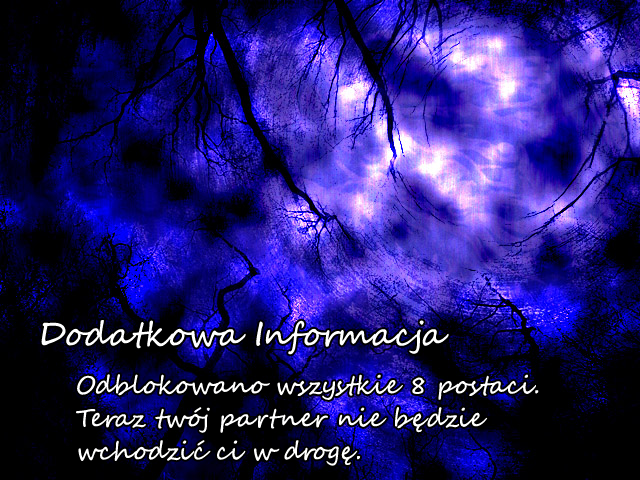 Dodatkowa Informacja
Odblokowano wszystkie 8 postaci.
Teraz twój partner nie będzie
wchodzić ci w drogę.